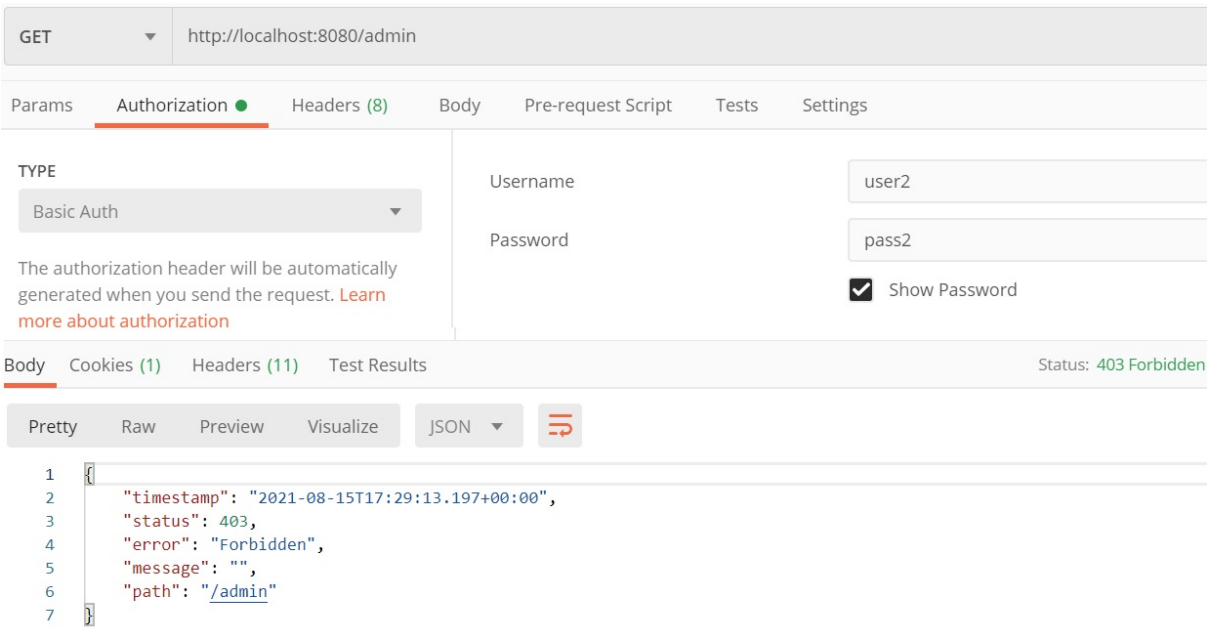 GET http://localhost:8080/admin
Params Authorization Headers (8) Body Pre-request Script Tests Settings
TYPE
Basic Auth
The authorization header will be automatically
generated when you send the request. Learn
more about authorization
Username user2
Password pass2
Show Password
Body Cookies (1) Headers (11) Test Results Status: 403 Forbidden
Pretty Raw Preview Visualize JSON
1 {
2 "timestamp": "2021-08-15T17:29:13.197+00:00",
3 "status": 403,
4 "error": "Forbidden",
5 "message": "",
6 "path": "/admin"
7 }